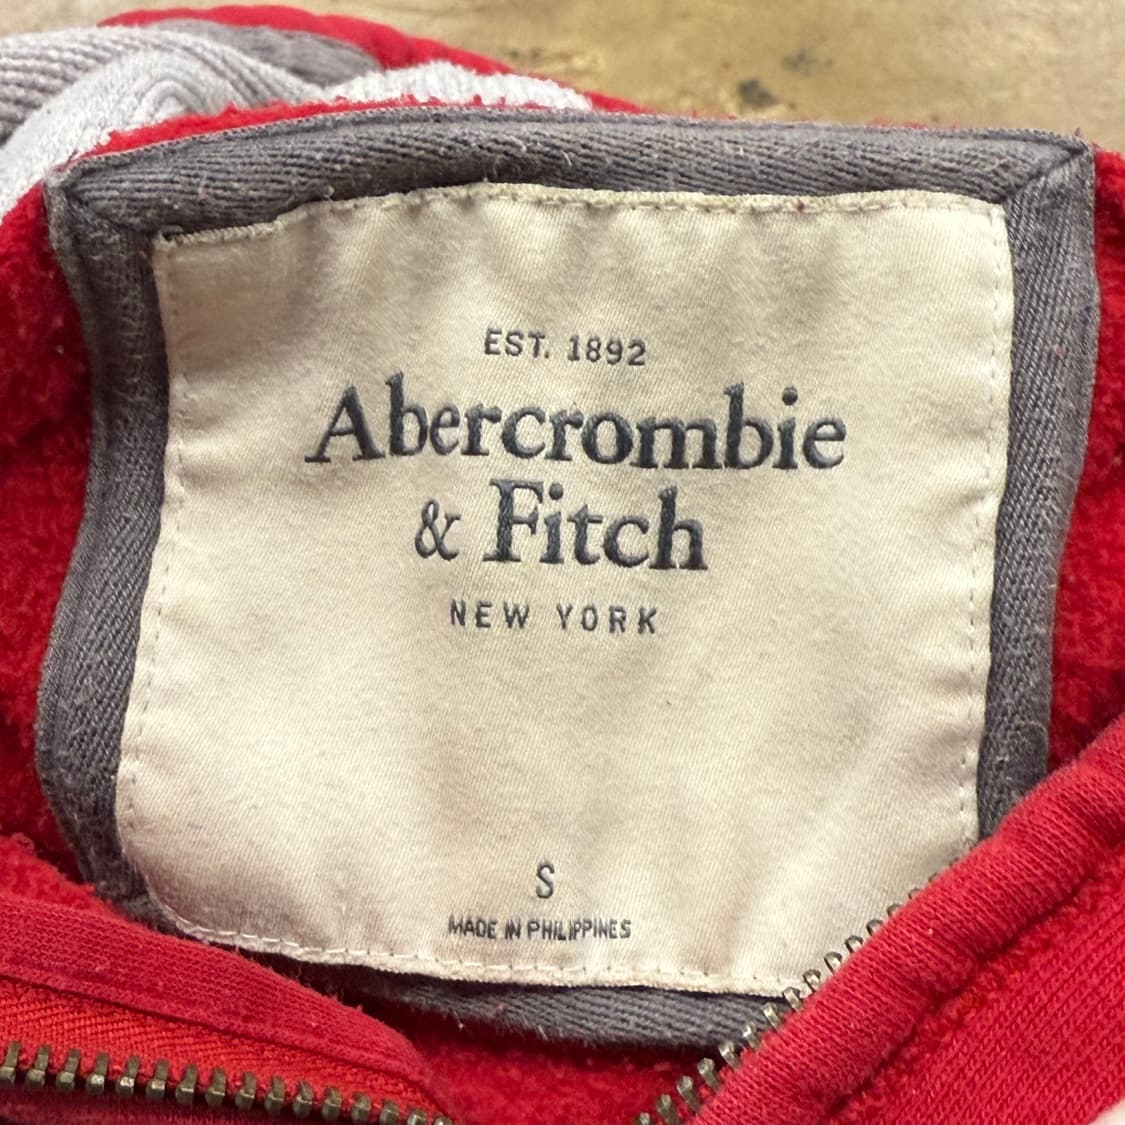 EST. 1892
Abercrombie
& Fitch
NEW YORK
S
MADE IN PHILIPPINES